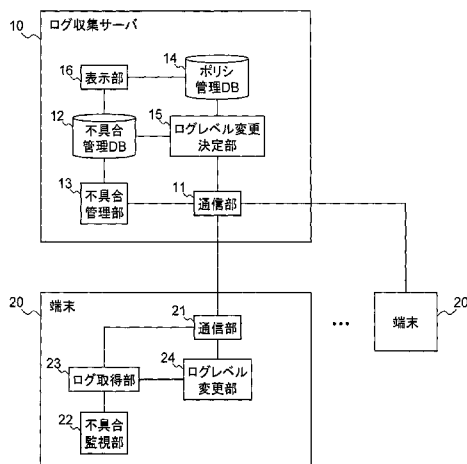 10
ログ収集サーバ
16
表示部
14
ポリシ
管理DB
12
不具合
管理DB
15
ログレベル変更
決定部
13
不具合
管理部
11
通信部
20
端末
21
通信部
23
ログ取得部
24
ログレベル
変更部
22
不具合
監視部
…
端末
20